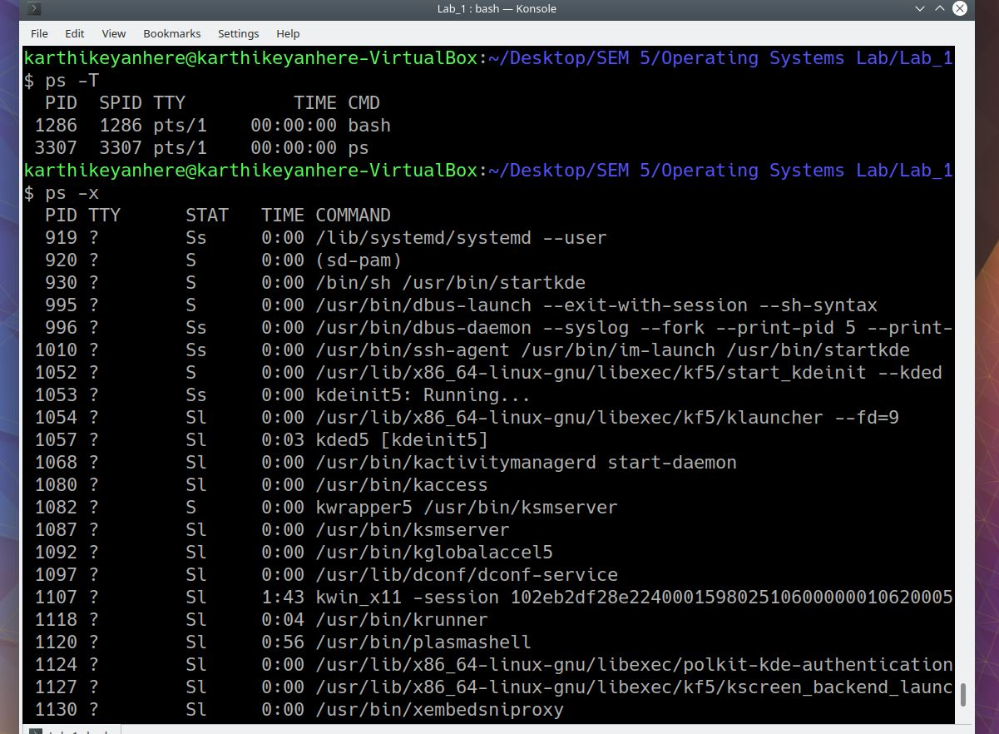 Lab_1 : bash — Konsole
File Edit View Bookmarks Settings Help
karthikeyanhere@karthikeyanhere-VirtualBox:~/Desktop/SEM 5/Operating Systems Lab/Lab_1
$ ps -T
PID SPID TTY TIME CMD
1286 1286 pts/1 00:00:00 bash
3307 3307 pts/1 00:00:00 ps
karthikeyanhere@karthikeyanhere-VirtualBox:~/Desktop/SEM 5/Operating Systems Lab/Lab_1
$ ps -x
PID TTY STAT TIME COMMAND
919 ? Ss 0:00 /lib/systemd/systemd --user
920 ? S 0:00 (sd-pam)
930 ? S 0:00 /bin/sh /usr/bin/startkde
995 ? S 0:00 /usr/bin/dbus-launch --exit-with-session --sh-syntax
996 ? Ss 0:00 /usr/bin/dbus-daemon --syslog --fork --print-pid 5 --print-
1010 ? Ss 0:00 /usr/bin/ssh-agent /usr/bin/im-launch /usr/bin/startkde
1052 ? S 0:00 /usr/lib/x86_64-linux-gnu/libexec/kf5/start_kdeinit --kded
1053 ? Ss 0:00 kdeinit5: Running...
1054 ? Sl 0:00 /usr/lib/x86_64-linux-gnu/libexec/kf5/klauncher --fd=9
1057 ? Sl 0:03 kded5 [kdeinit5]
1068 ? Sl 0:00 /usr/bin/kactivitymanagerd start-daemon
1080 ? Sl 0:00 /usr/bin/kaccess
1082 ? S 0:00 kwrapper5 /usr/bin/ksmserver
1087 ? Sl 0:00 /usr/bin/ksmserver
1092 ? Sl 0:00 /usr/bin/kglobalaccel5
1097 ? Sl 0:00 /usr/lib/dconf/dconf-service
1107 ? Sl 1:43 kwin_x11 -session 102eb2df28e224000159802510600000010620005
1118 ? Sl 0:04 /usr/bin/krunner
1120 ? Sl 0:56 /usr/bin/plasmashell
1124 ? Sl 0:00 /usr/lib/x86_64-linux-gnu/libexec/polkit-kde-authentication
1127 ? Sl 0:00 /usr/lib/x86_64-linux-gnu/libexec/kf5/kscreen_backend_launc
1130 ? Sl 0:00 /usr/bin/xembedsniproxy